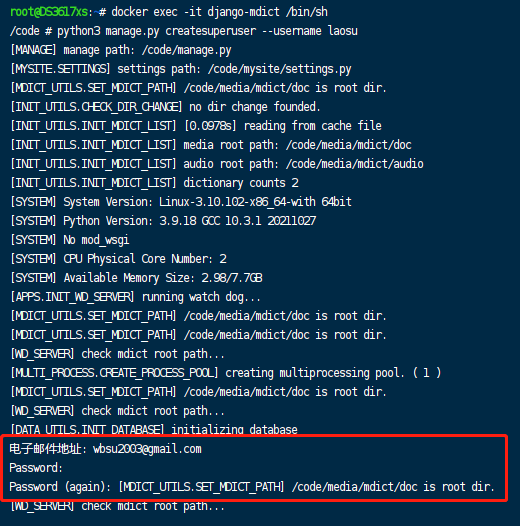 root@DS3617xs:~# docker exec -it django-mdict /bin/sh
/code # python3 manage.py createsuperuser --username laosu
[MANAGE] manage path: /code/manage.py
[MYSITE.SETTINGS] settings path: /code/mysite/settings.py
[MDICT_UTILS.SET_MDICT_PATH] /code/media/mdict/doc is root dir.
[INIT_UTILS.CHECK_DIR_CHANGE] no dir change founded.
[INIT_UTILS.INIT_MDICT_LIST] [0.0978s] reading from cache file
[INIT_UTILS.INIT_MDICT_LIST] media root path: /code/media/mdict/doc
[INIT_UTILS.INIT_MDICT_LIST] audio root path: /code/media/mdict/audio
[INIT_UTILS.INIT_MDICT_LIST] dictionary counts 2
[SYSTEM] System Version: Linux-3.10.102-x86_64-with 64bit
[SYSTEM] Python Version: 3.9.18 GCC 10.3.1 20211027
[SYSTEM] No mod_wsgi
[SYSTEM] CPU Physical Core Number: 2
[SYSTEM] Available Memory Size: 2.98/7.7GB
[APPS.INIT_WD_SERVER] running watch dog...
[MDICT_UTILS.SET_MDICT_PATH] /code/media/mdict/doc is root dir.
[MDICT_UTILS.SET_MDICT_PATH] /code/media/mdict/doc is root dir.
[WD_SERVER] check mdict root path...
[MULTI_PROCESS.CREATE_PROCESS_POOL] creating multiprocessing pool. ( 1 )
[MDICT_UTILS.SET_MDICT_PATH] /code/media/mdict/doc is root dir.
[WD_SERVER] check mdict root path...
[DATA_UTILS.INIT_DATABASE] initializing database
电子邮件地址: wbsu2003@gmail.com
Password:
Password (again): [MDICT_UTILS.SET_MDICT_PATH] /code/media/mdict/doc is root dir.
[WD_SERVER] check mdict root path...